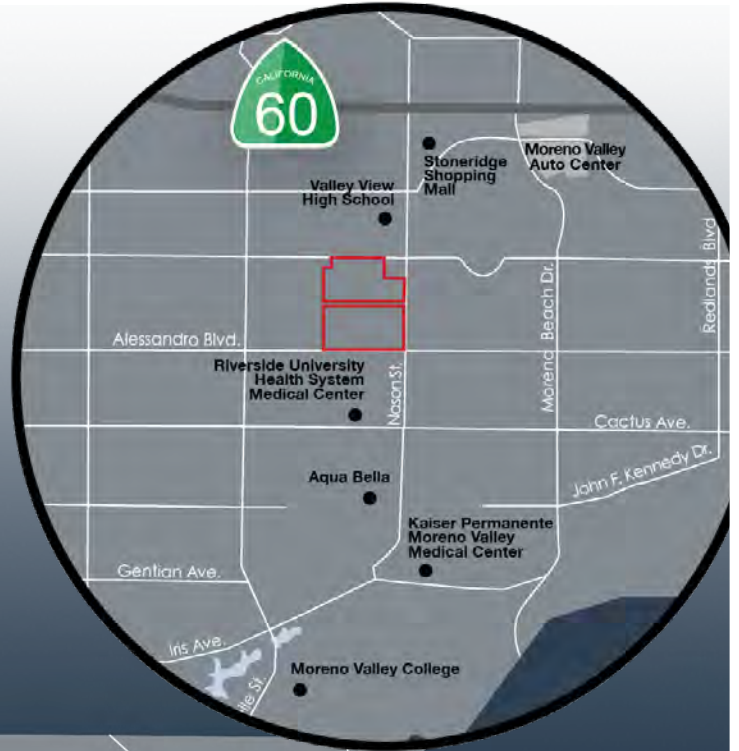 CALIFORNIA
60
Stoneridge
Shopping
Mall
Moreno Valley
Auto Center
Valley View
High School
Redlands Blvd
Moreno Beach Dr.
Alessandro Blvd.
Riverside University
Health System
Medical Center
Nason St.
Cactus Ave.
John F. Kennedy Dr.
Aqua Bella
Kaiser Permanente
Moreno Valley
Medical Center
Gentian Ave.
Iris Ave.
Moreno Valley College
St.